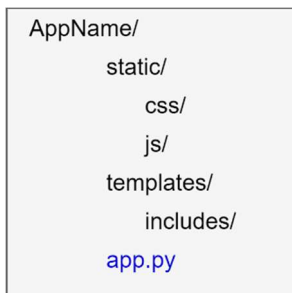 AppName/
static/
css/
js/
templates/
includes/
app.py